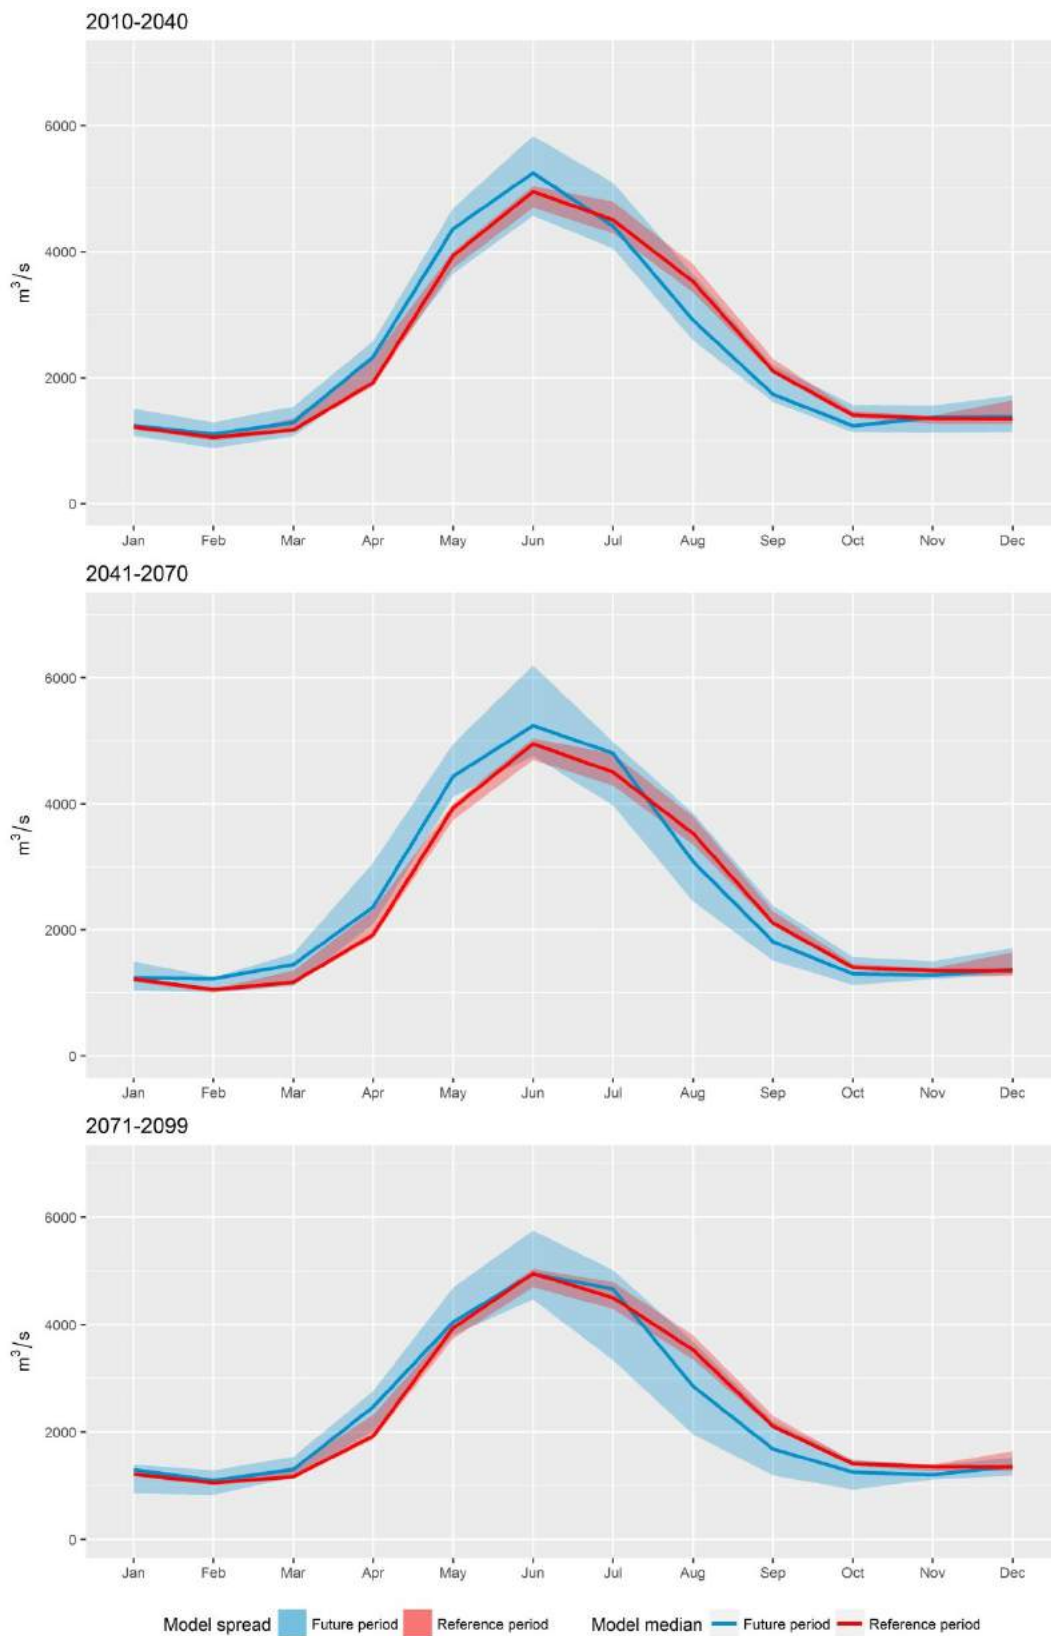 2010-2040
6000
4000
m³/s
2000
0
Jan Feb Mar Apr May Jun Jul Aug Sep Oct Nov Dec
2041-2070
6000
4000
m³/s
2000
0
Jan Feb Mar Apr May Jun Jul Aug Sep Oct Nov Dec
2071-2099
6000
4000
m³/s
2000
0
Jan Feb Mar Apr May Jun Jul Aug Sep Oct Nov Dec
Model spread Future period Reference period Model median Future period Reference period